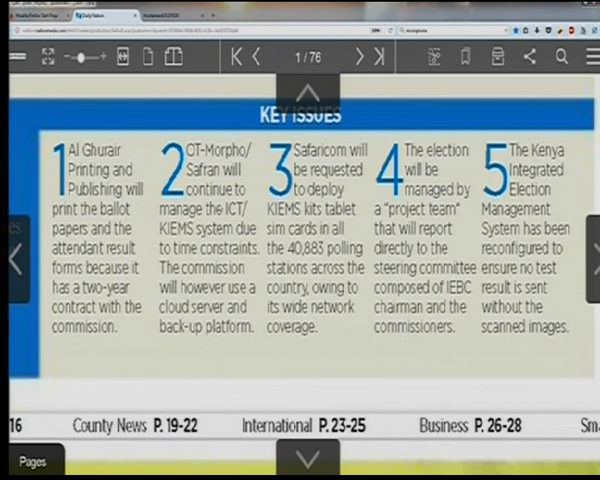 Daily Nation
1 / 76
KEY ISSUES
1 Al Ghurair
Printing and
Publishing will
print the ballot
papers and the
attendant result
forms because it
has a two-year
contract with the
commission.
2 OT-Morpho/
Safran will
continue to
manage the ICT/
KIEMS system due
to time constraints.
The commission
will however use a
cloud server and
back-up platform.
3 Safaricom will
be requested
to deploy
KIEMS kits tablet
sim cards in all
the 40,883 polling
stations across the
country, owing to
its wide network
coverage.
4 The election
will be
managed by
a "project team"
that will report
directly to the
steering committee
composed of IEBC
chairman and the
commissioners.
5 The Kenya
Integrated
Election
Management
System has been
reconfigured to
ensure no test
result is sent
without the
scanned images.
16 County News P. 19-22 International P.23-25 Business P. 26-28 Sm
Pages